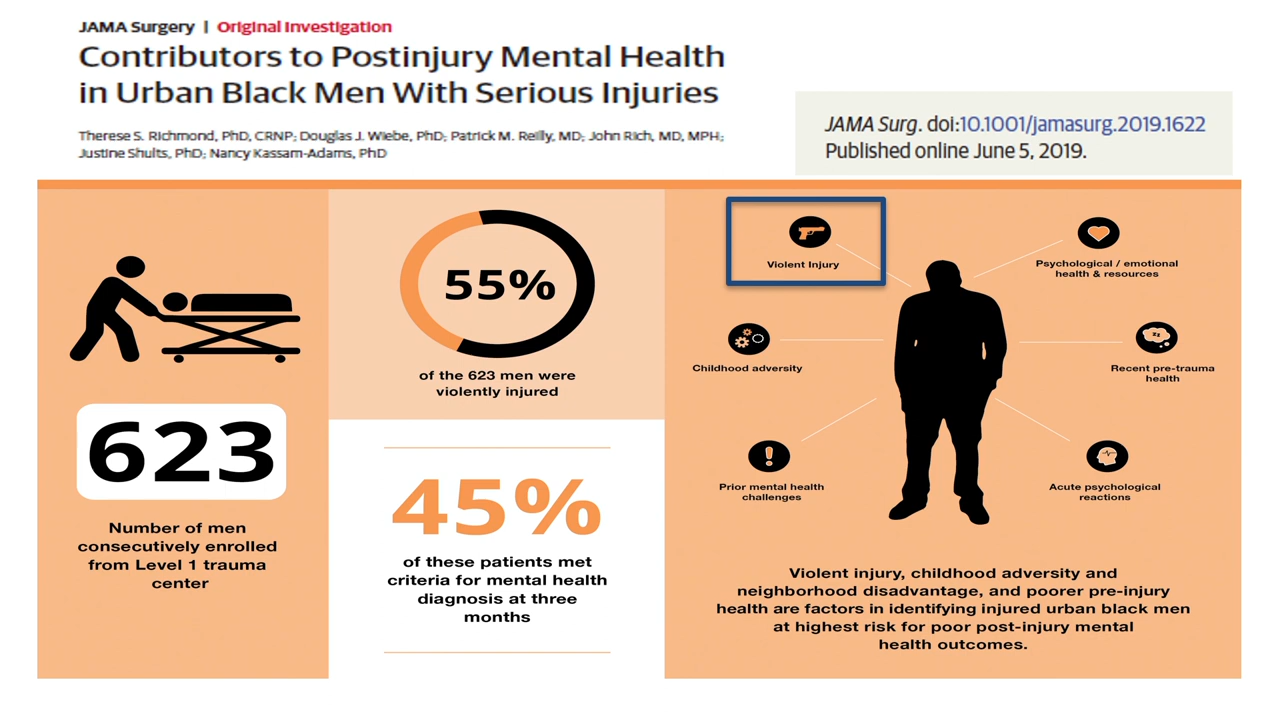 JAMA Surgery | Original Investigation
Contributors to Postinjury Mental Health
in Urban Black Men With Serious Injuries
Therese S. Richmond, PhD, CRNP; Douglas J. Wiebe, PhD; Patrick M. Reilly, MD; John Rich, MD, MPH;
Justine Shults, PhD; Nancy Kassam-Adams, PhD
JAMA Surg. doi:10.1001/jamasurg.2019.1622
Published online June 5, 2019.
623
Number of men
consecutively enrolled
from Level 1 trauma
center
55%
of the 623 men were
violently injured
45%
of these patients met
criteria for mental health
diagnosis at three
months
Violent Injury
Psychological / emotional
health & resources
Childhood adversity
Recent pre-trauma
health
Prior mental health
challenges
Acute psychological
reactions
Violent injury, childhood adversity and
neighborhood disadvantage, and poorer pre-injury
health are factors in identifying injured urban black men
at highest risk for poor post-injury mental
health outcomes.